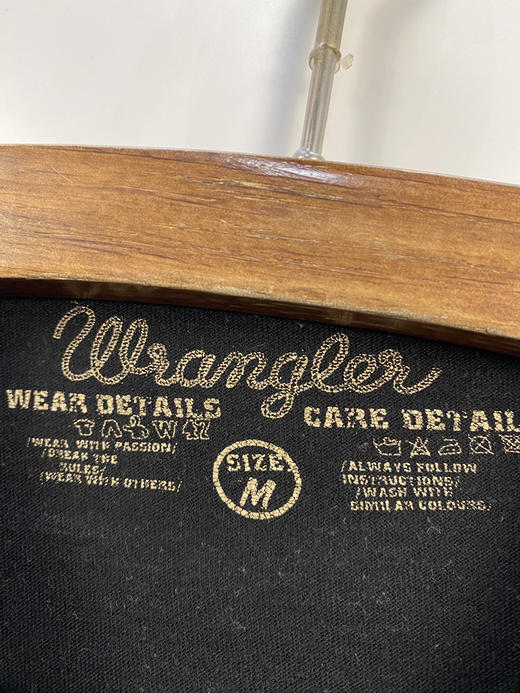 Wrangler
WEAR DETAILS
/WEAR WITH PASSION/
/BREAK THE
RULES/
/WEAR WITH OTHERS/
SIZE
M
CARE DETAIL
/ALWAYS FOLLOW
INSTRUCTIONS/
/WASH WITH
SIMILAR COLOURS/